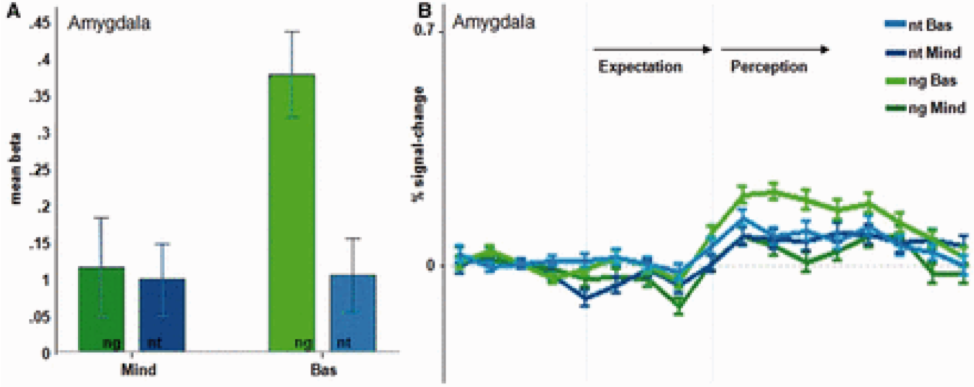 A
Amygdala
.45
.4
.35
.3
.25
.2
.15
1
.05
0
mean beta
ng
nt
ng
nt
Mind
Bas
B
Amygdala
0.7
0
% signal-change
Expectation
Perception
nt Bas
nt Mind
ng Bas
ng Mind